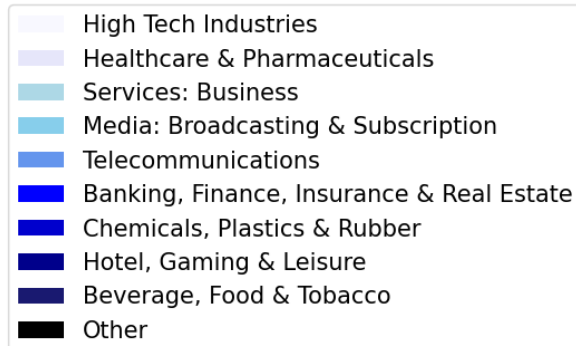 High Tech Industries
Healthcare & Pharmaceuticals
Services: Business
Media: Broadcasting & Subscription
Telecommunications
Banking, Finance, Insurance & Real Estate
Chemicals, Plastics & Rubber
Hotel, Gaming & Leisure
Beverage, Food & Tobacco
Other